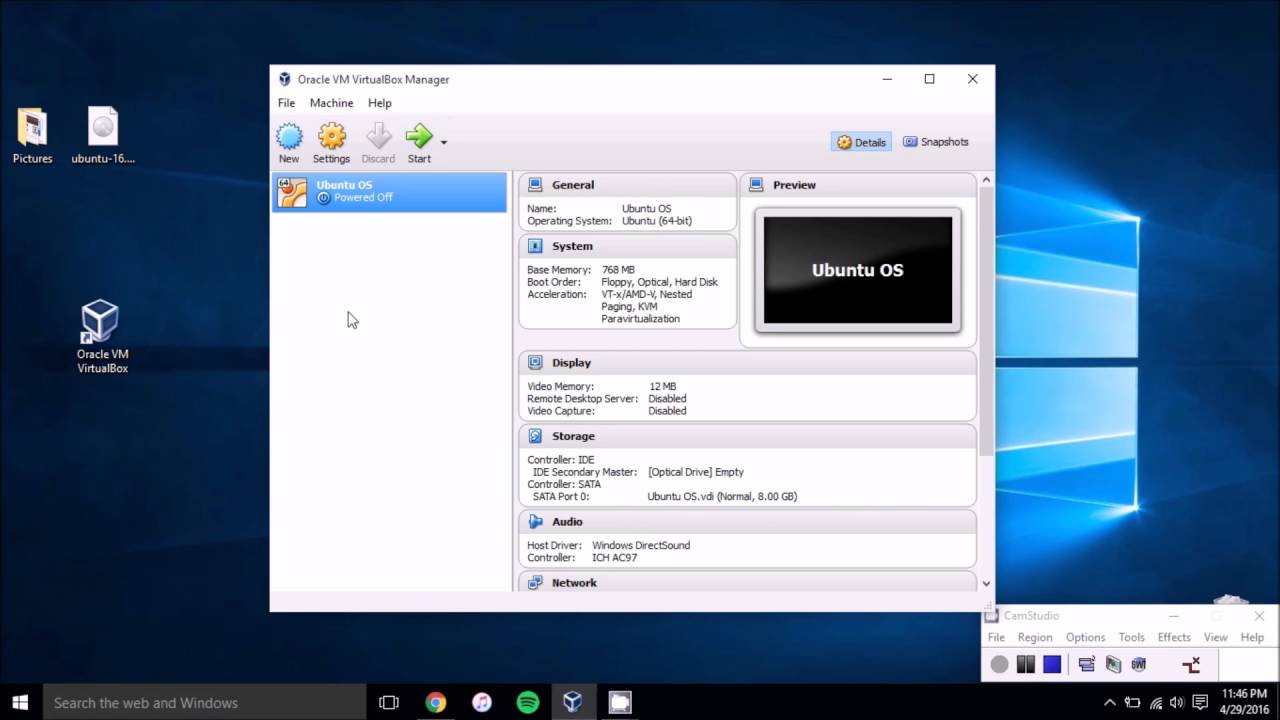 Pictures
ubuntu-16....
Oracle VM
VirtualBox
Oracle VM VirtualBox Manager
File Machine Help
New Settings Discard Start
Details Snapshots
64
Ubuntu OS
Powered Off
General
Name: Ubuntu OS
Operating System: Ubuntu (64-bit)
System
Base Memory: 768 MB
Boot Order: Floppy, Optical, Hard Disk
Acceleration: VT-x/AMD-V, Nested
Paging, KVM
Paravirtualization
Preview
Ubuntu OS
Display
Video Memory: 12 MB
Remote Desktop Server: Disabled
Video Capture: Disabled
Storage
Controller: IDE
IDE Secondary Master: [Optical Drive] Empty
Controller: SATA
SATA Port 0: Ubuntu OS.vdi (Normal, 8.00 GB)
Audio
Host Driver: Windows DirectSound
Controller: ICH AC97
Network
CamStudio
File Region Options Tools Effects View Help
SWF
Search the web and Windows
11:46 PM
4/29/2016